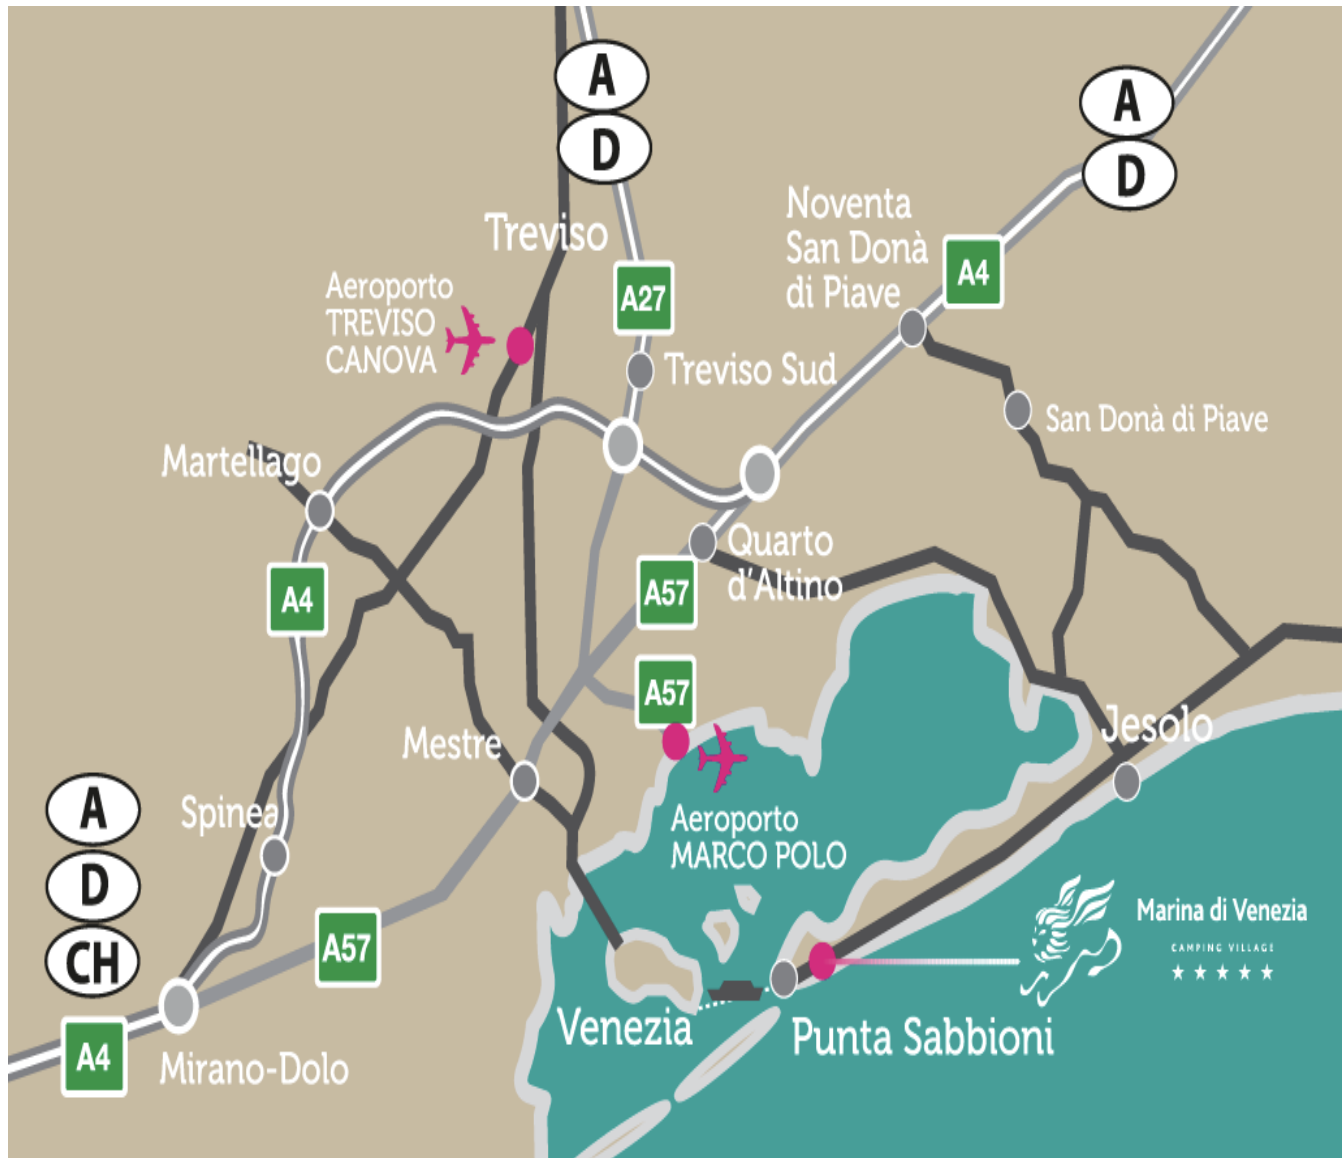 A
D
A
D
Noventa
San Donà
di Piave
Treviso
A4
A27
Aeroporto
TREVISO
CANOVA
Treviso Sud
San Donà di Piave
Martellago
Quarto
d'Altino
A57
A4
A57
Jesolo
Mestre
A
D
CH
Spinea
Aeroporto
MARCO POLO
Marina di Venezia
CAMPING VILLAGE
A57
Venezia
Punta Sabbioni
A4
Mirano-Dolo